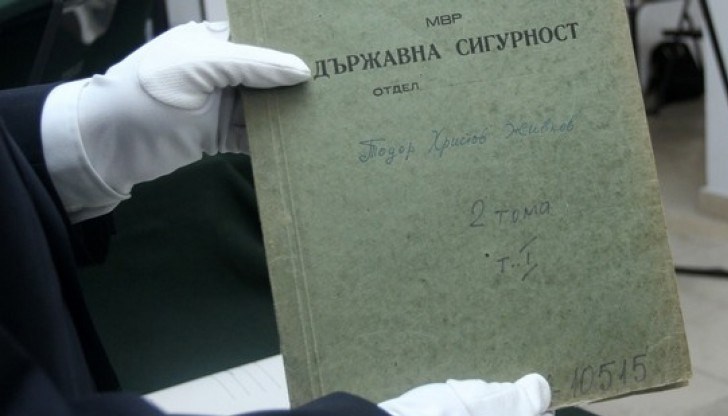 МВР
ДЪРЖАВНА СИГУРНОСТ
ОТДЕЛ
Тодор Христов Живков
2 тома
т. I
10515